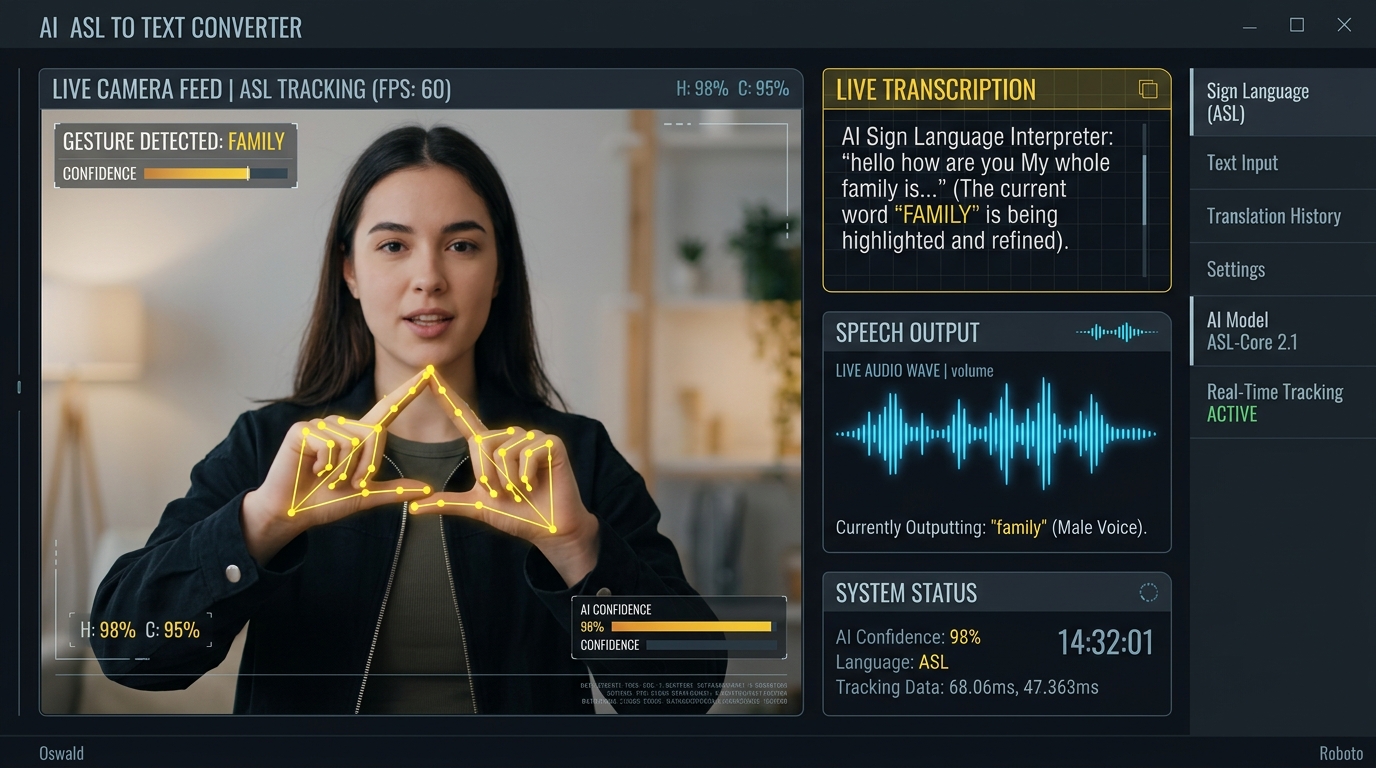 AI ASL TO TEXT CONVERTER
LIVE CAMERA FEED | ASL TRACKING (FPS: 60)
H: 98% C: 95%
GESTURE DETECTED: FAMILY
CONFIDENCE
H: 98% C: 95%
AI CONFIDENCE
98%
CONFIDENCE
LIVE TRANSCRIPTION
AI Sign Language Interpreter:
“hello how are you My whole
family is...” (The current
word “FAMILY” is being
highlighted and refined).
SPEECH OUTPUT
LIVE AUDIO WAVE | volume
Currently Outputting: "family" (Male Voice).
SYSTEM STATUS
AI Confidence: 98%
14:32:01
Language: ASL
Tracking Data: 68.06ms, 47.363ms
Sign Language
(ASL)
Text Input
Translation History
Settings
AI Model
ASL-Core 2.1
Real-Time Tracking
ACTIVE
Oswald
Roboto